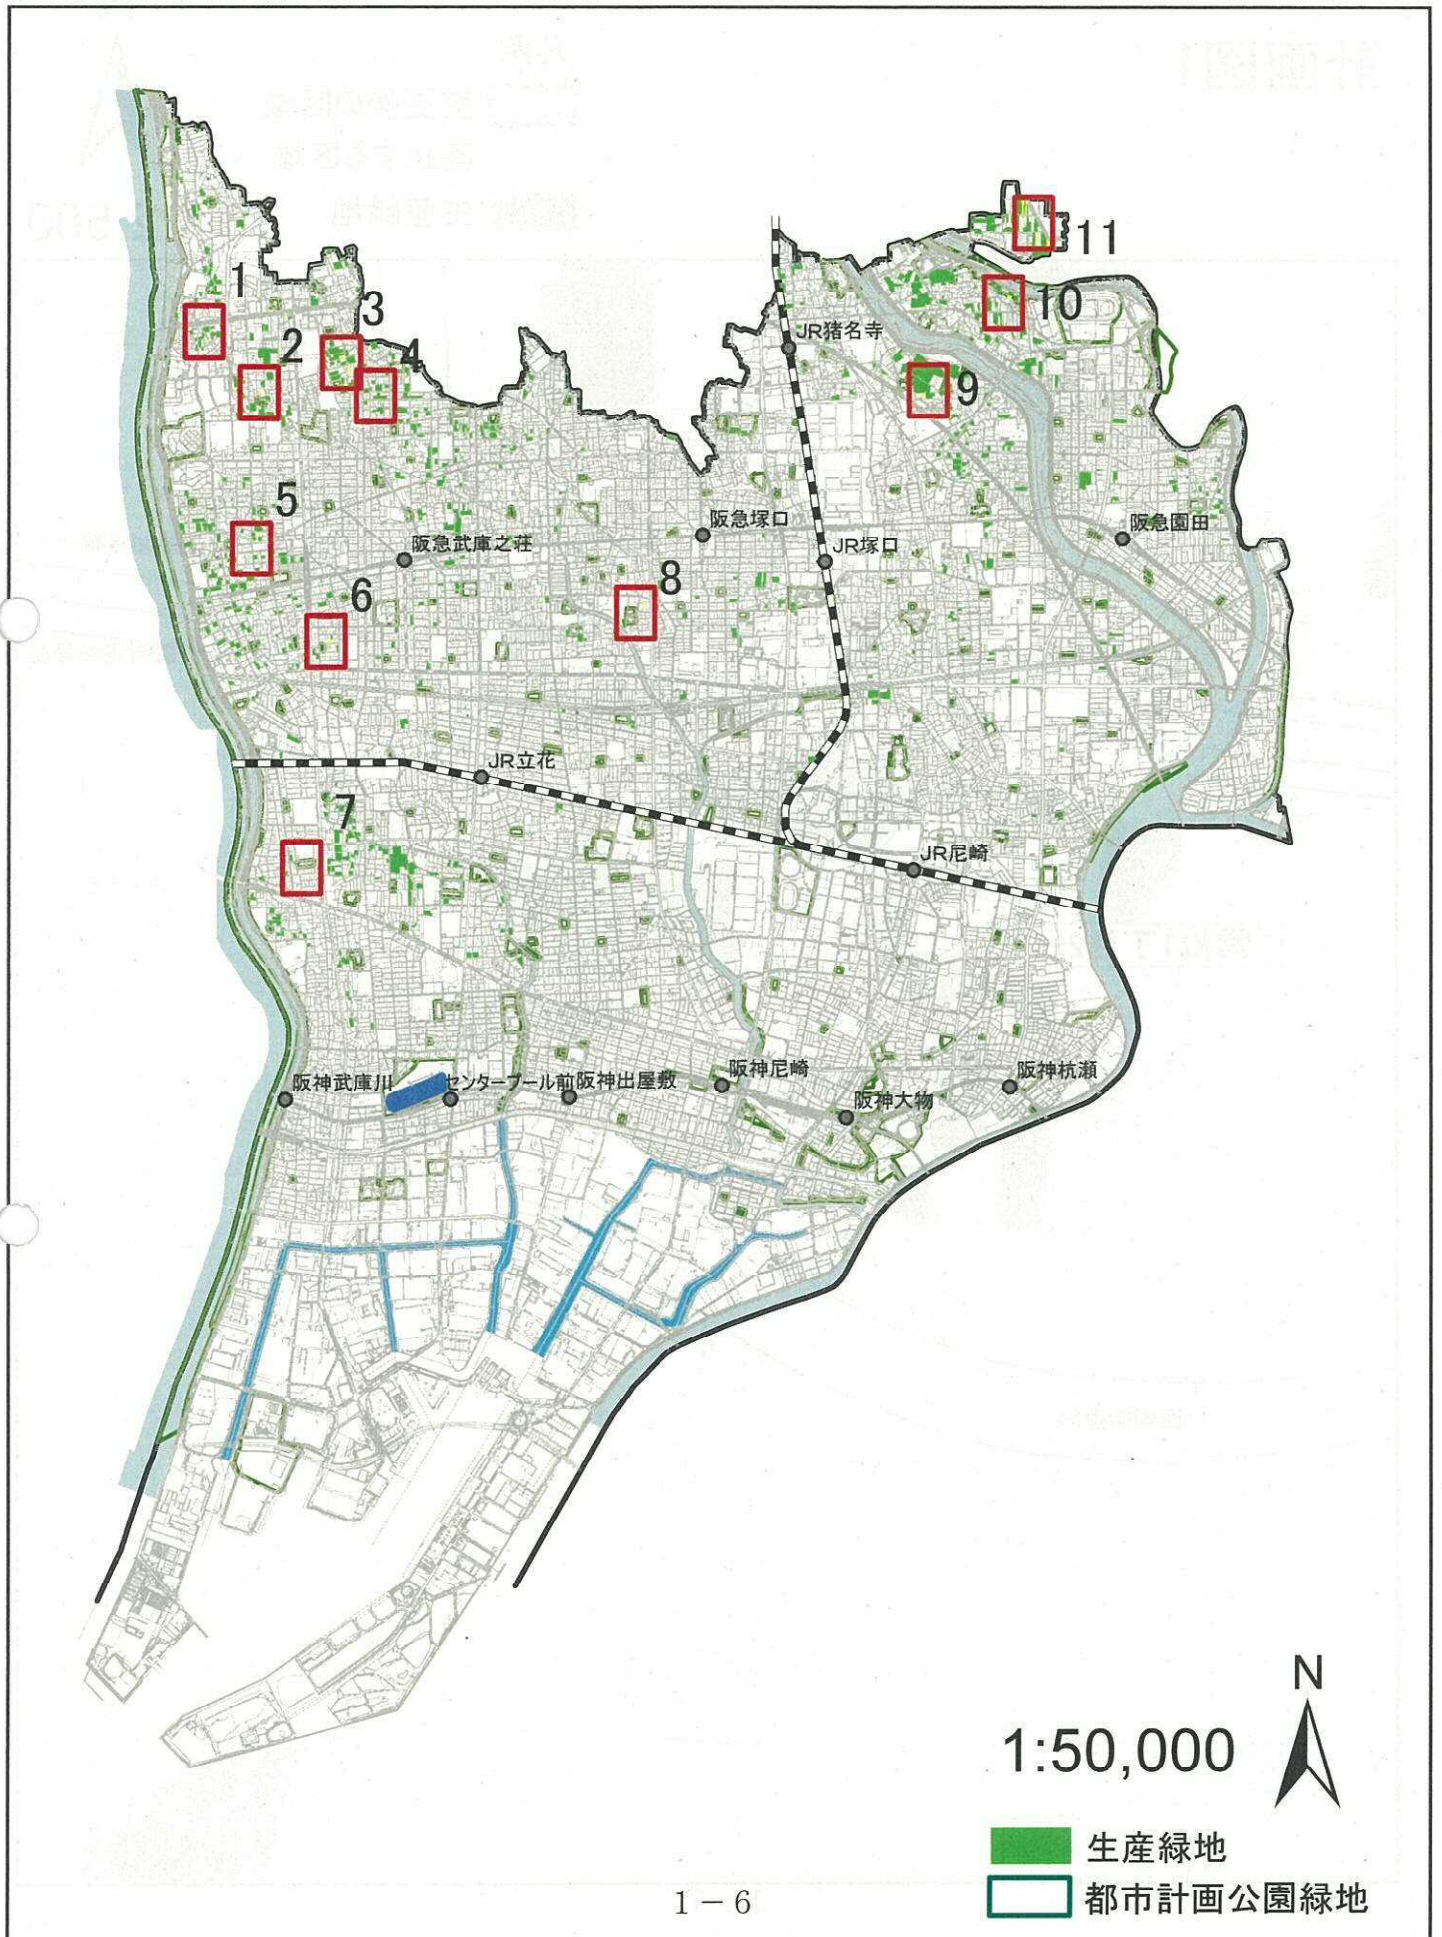 11
1
10
3
JR猪名寺
2
4
9
5
阪急塚口
阪急園田
阪急武庫之荘
JR塚口
8
6
JR立花
7
JR尼崎
阪神武庫川
センタープール前
阪神出屋敷
阪神尼崎
阪神杭瀬
阪神大物
N
1:50,000
生産緑地
都市計画公園緑地
1-6